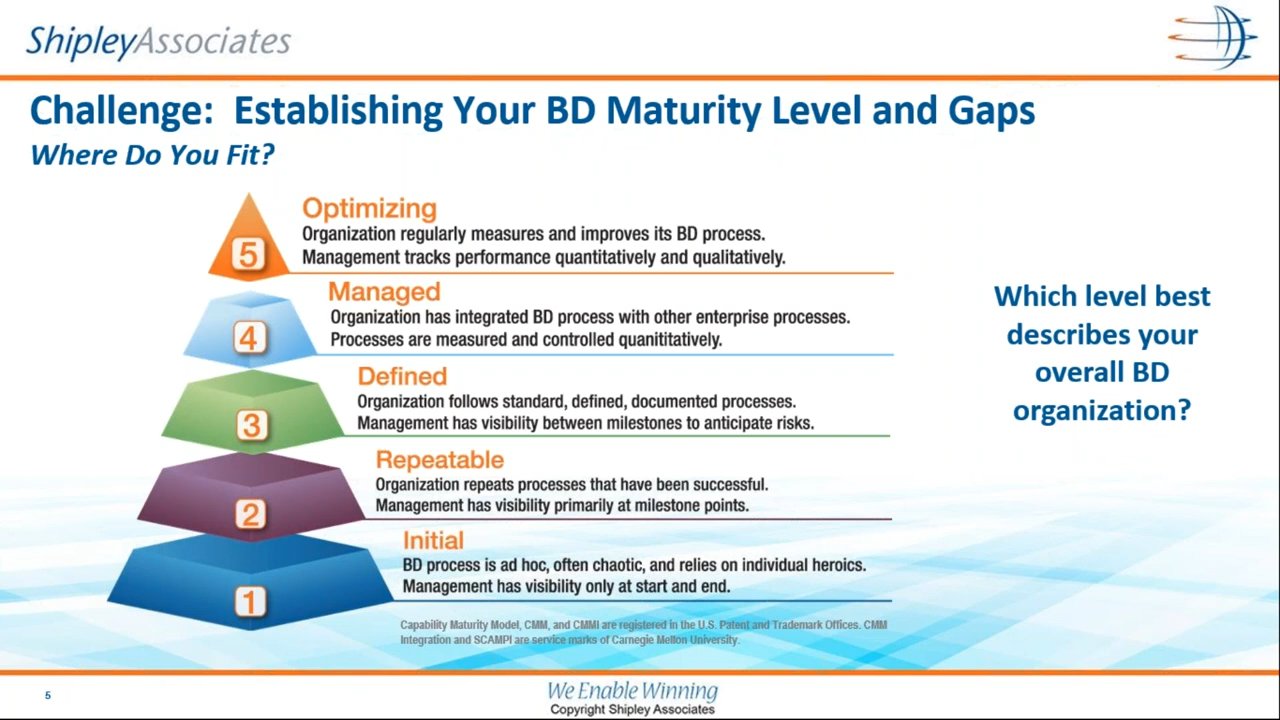 ShipleyAssociates
Challenge:  Establishing Your BD Maturity Level and Gaps
Where Do You Fit?
5
Optimizing
Organization regularly measures and improves its BD process.
Management tracks performance quantitatively and qualitatively.
4
Managed
Organization has integrated BD process with other enterprise processes.
Processes are measured and controlled quanititatively.
3
Defined
Organization follows standard, defined, documented processes.
Management has visibility between milestones to anticipate risks.
2
Repeatable
Organization repeats processes that have been successful.
Management has visibility primarily at milestone points.
1
Initial
BD process is ad hoc, often chaotic, and relies on individual heroics.
Management has visibility only at start and end.
Capability Maturity Model, CMM, and CMMI are registered in the U.S. Patent and Trademark Offices. CMM
Integration and SCAMPI are service marks of Carnegie Mellon University.
Which level best
describes your
overall BD
organization?
5
We Enable Winning
Copyright Shipley Associates